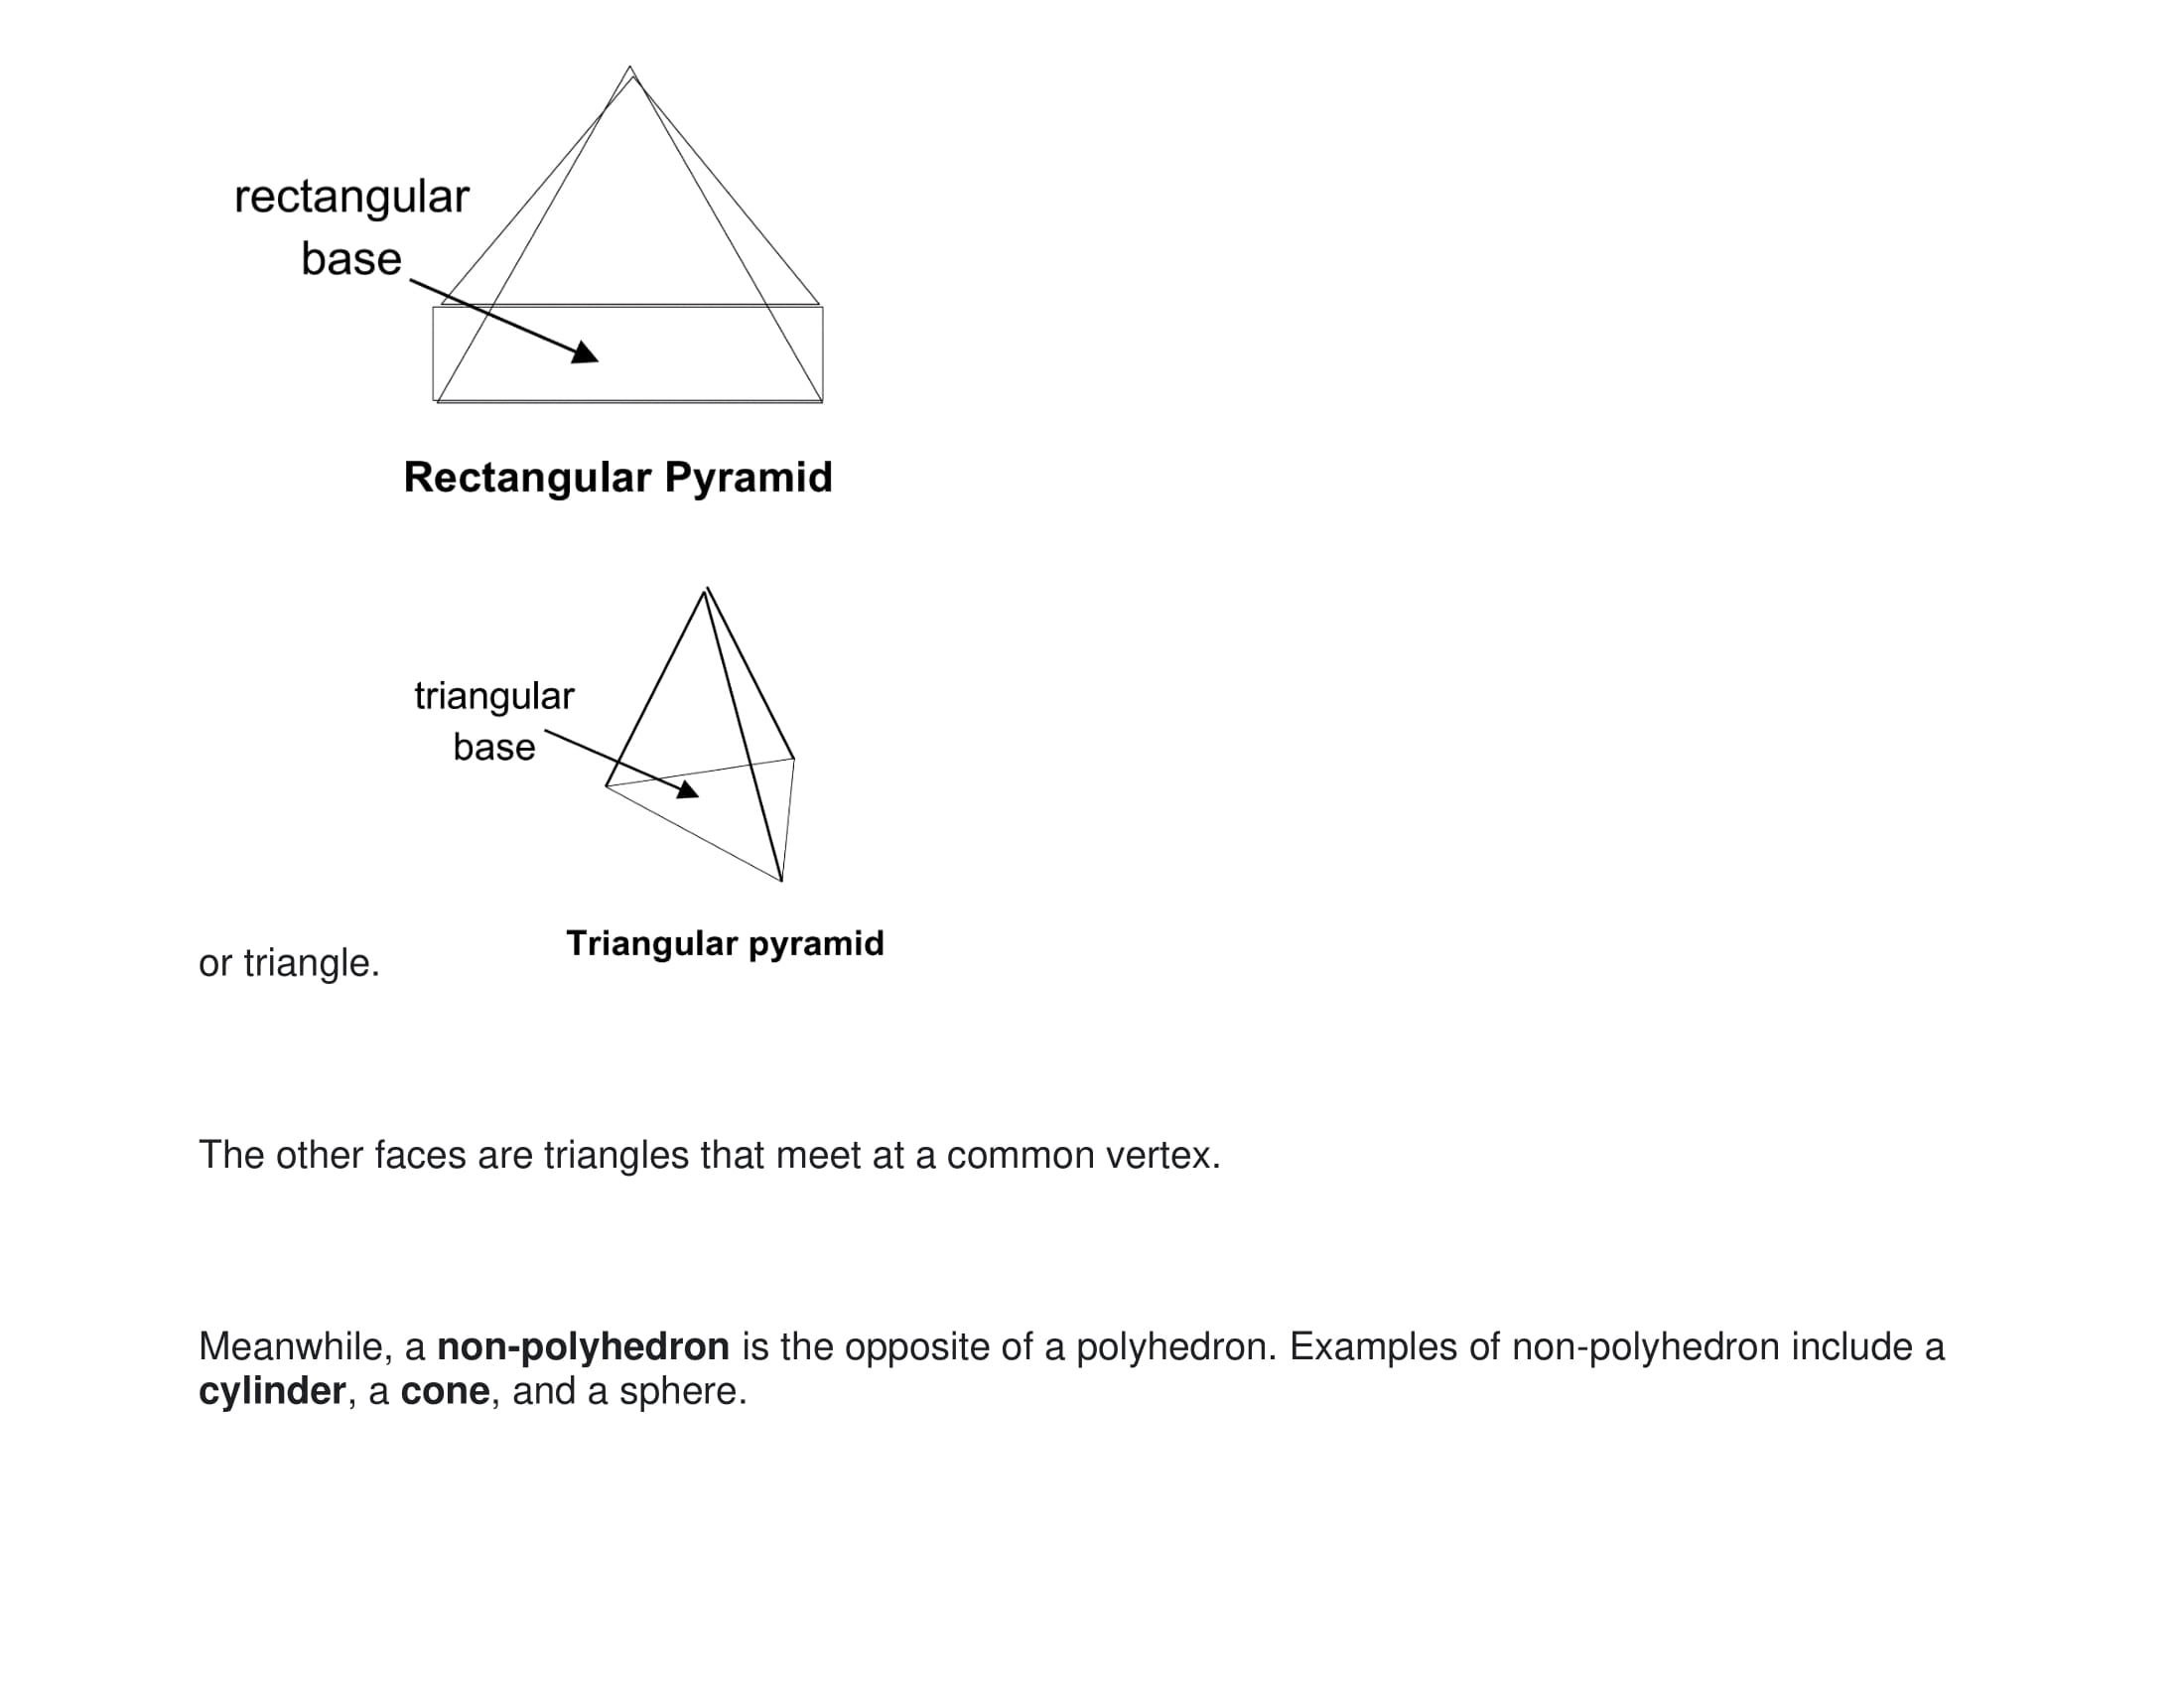 rectangular
base
Rectangular Pyramid
triangular
base
Triangular pyramid
or triangle.
The other faces are triangles that meet at a common vertex.
Meanwhile, a non-polyhedron is the opposite of a polyhedron. Examples of non-polyhedron include a
cylinder, a cone, and a sphere.